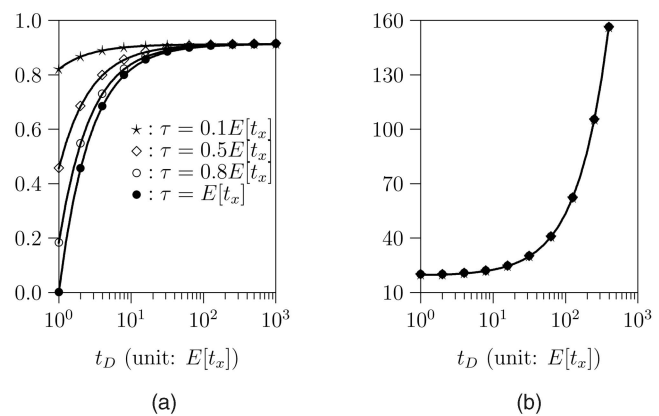 1.0
0.8
0.6
0.4
0.2
0.0
★ : τ = 0.1E[t_x]
◇ : τ = 0.5E[t_x]
○ : τ = 0.8E[t_x]
● : τ = E[t_x]
10^0 10^1 10^2 10^3
t_D (unit: E[t_x])
(a)
160
130
100
70
40
10
10^0 10^1 10^2 10^3
t_D (unit: E[t_x])
(b)